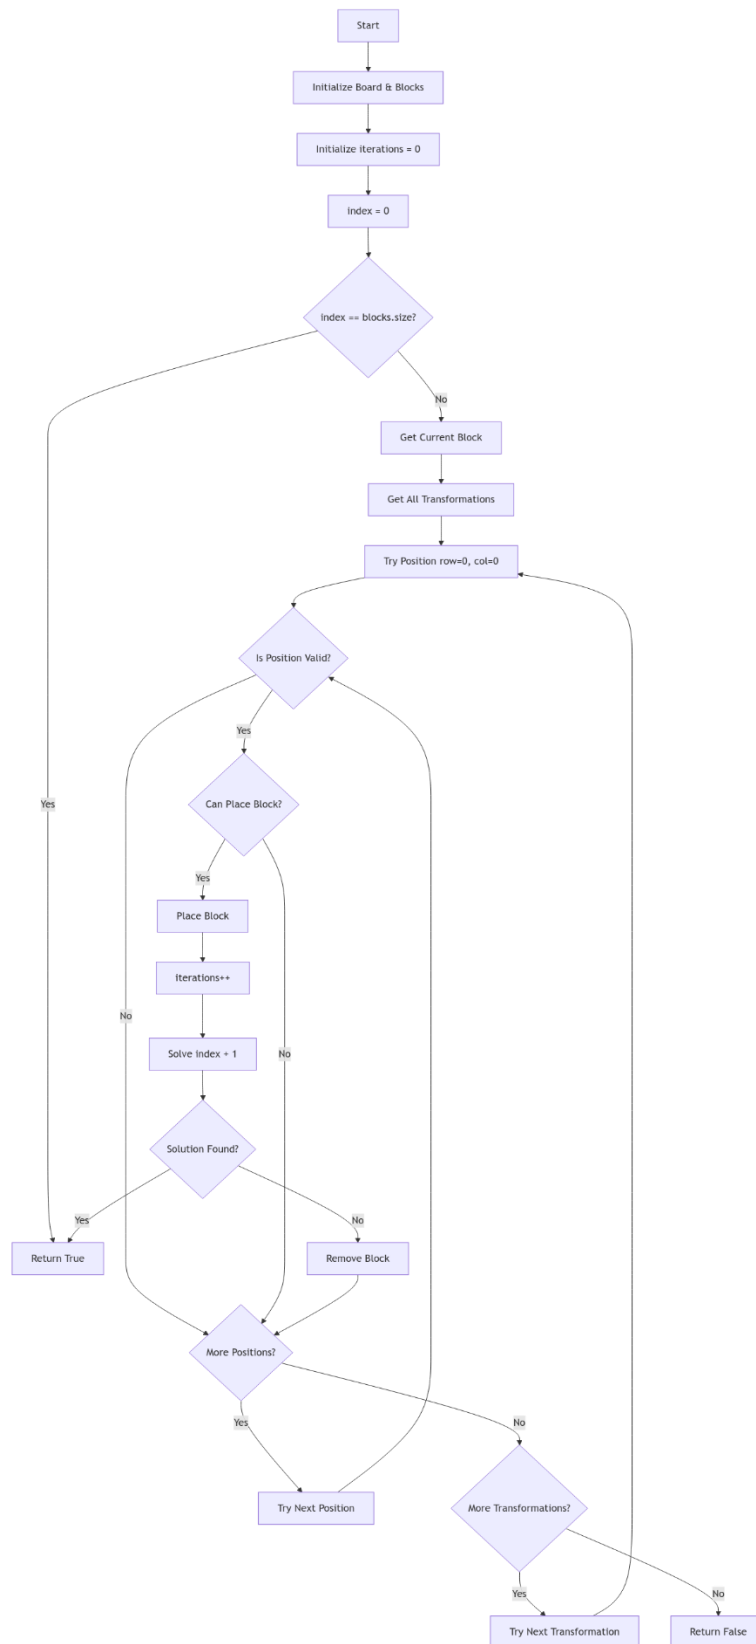 Start
Initialize Board & Blocks
Initialize iterations = 0
index = 0
index == blocks.size?
No
Get Current Block
Get All Transformations
Try Position row=0, col=0
Is Position Valid?
Yes
Can Place Block?
Yes
Yes
Place Block
iterations++
No
Solve index + 1
No
Solution Found?
Yes
No
Return True
Remove Block
More Positions?
Yes
No
Try Next Position
More Transformations?
Yes
No
Try Next Transformation
Return False